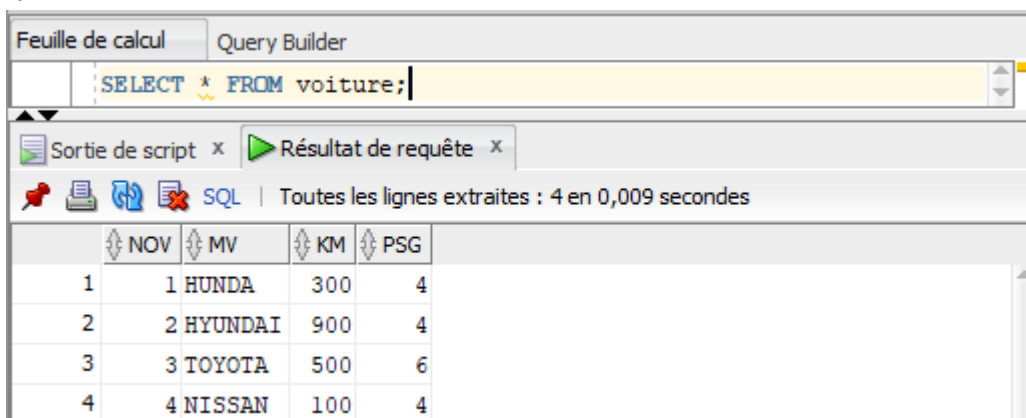 Feuille de calcul Query Builder
SELECT * FROM voiture;
Sortie de script x Résultat de requête x
SQL | Toutes les lignes extraites : 4 en 0,009 secondes
NOV MV KM PSG
1 1 HUNDA 300 4
2 2 HYUNDAI 900 4
3 3 TOYOTA 500 6
4 4 NISSAN 100 4